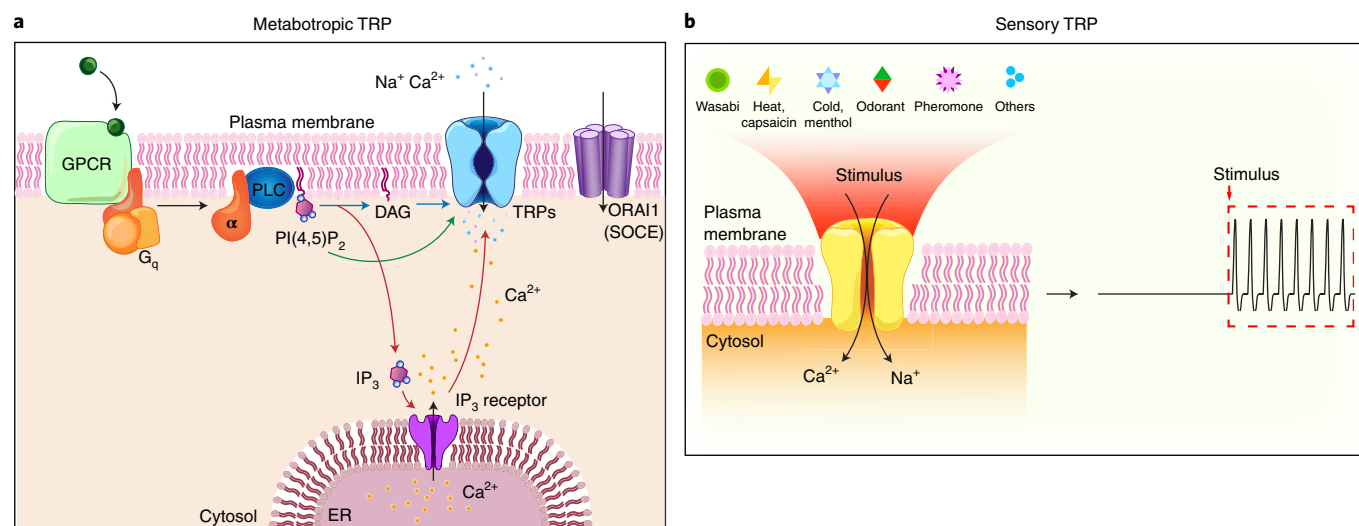 a
Metabotropic TRP
Na⁺ Ca²⁺
Plasma membrane
GPCR
PLC
α
DAG
TRPs
ORAI1
(SOCE)
PI(4,5)P₂
Gq
Ca²⁺
IP₃
IP₃ receptor
Ca²⁺
Cytosol
ER
b
Sensory TRP
Wasabi
Heat,
capsaicin
Cold,
menthol
Odorant
Pheromone
Others
Stimulus
Stimulus
Plasma
membrane
Cytosol
Ca²⁺
Na⁺